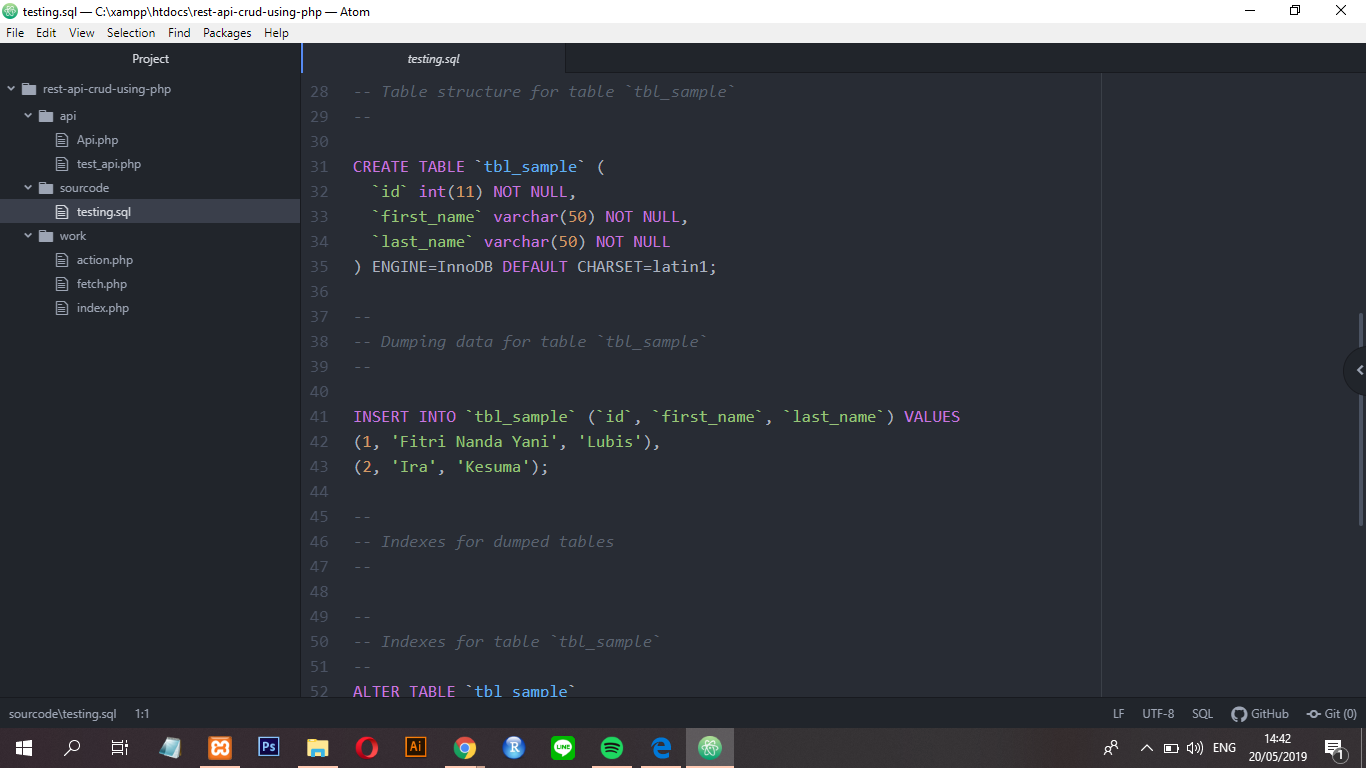 testing.sql — C:\xampp\htdocs\rest-api-crud-using-php — Atom
File Edit View Selection Find Packages Help
Project
testing.sql
rest-api-crud-using-php
api
Api.php
test_api.php
sourcode
testing.sql
work
action.php
fetch.php
index.php
28 -- Table structure for table `tbl_sample`
29 --
30
31 CREATE TABLE `tbl_sample` (
32   `id` int(11) NOT NULL,
33   `first_name` varchar(50) NOT NULL,
34   `last_name` varchar(50) NOT NULL
35 ) ENGINE=InnoDB DEFAULT CHARSET=latin1;
36
37 --
38 -- Dumping data for table `tbl_sample`
39 --
40
41 INSERT INTO `tbl_sample` (`id`, `first_name`, `last_name`) VALUES
42 (1, 'Fitri Nanda Yani', 'Lubis'),
43 (2, 'Ira', 'Kesuma');
44
45 --
46 -- Indexes for dumped tables
47 --
48
49 --
50 -- Indexes for table `tbl_sample`
51 --
52 ALTER TABLE `tbl_sample`
sourcode\testing.sql 1:1
LF UTF-8 SQL GitHub Git (0)
Ps Ai R LINE ENG
14:42
20/05/2019
1